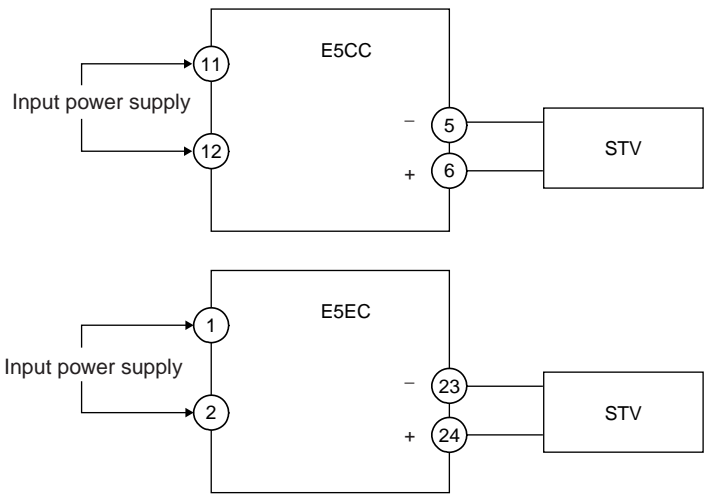 E5CC
11
Input power supply
12
− 5
+ 6
STV
E5EC
1
Input power supply
2
− 23
+ 24
STV